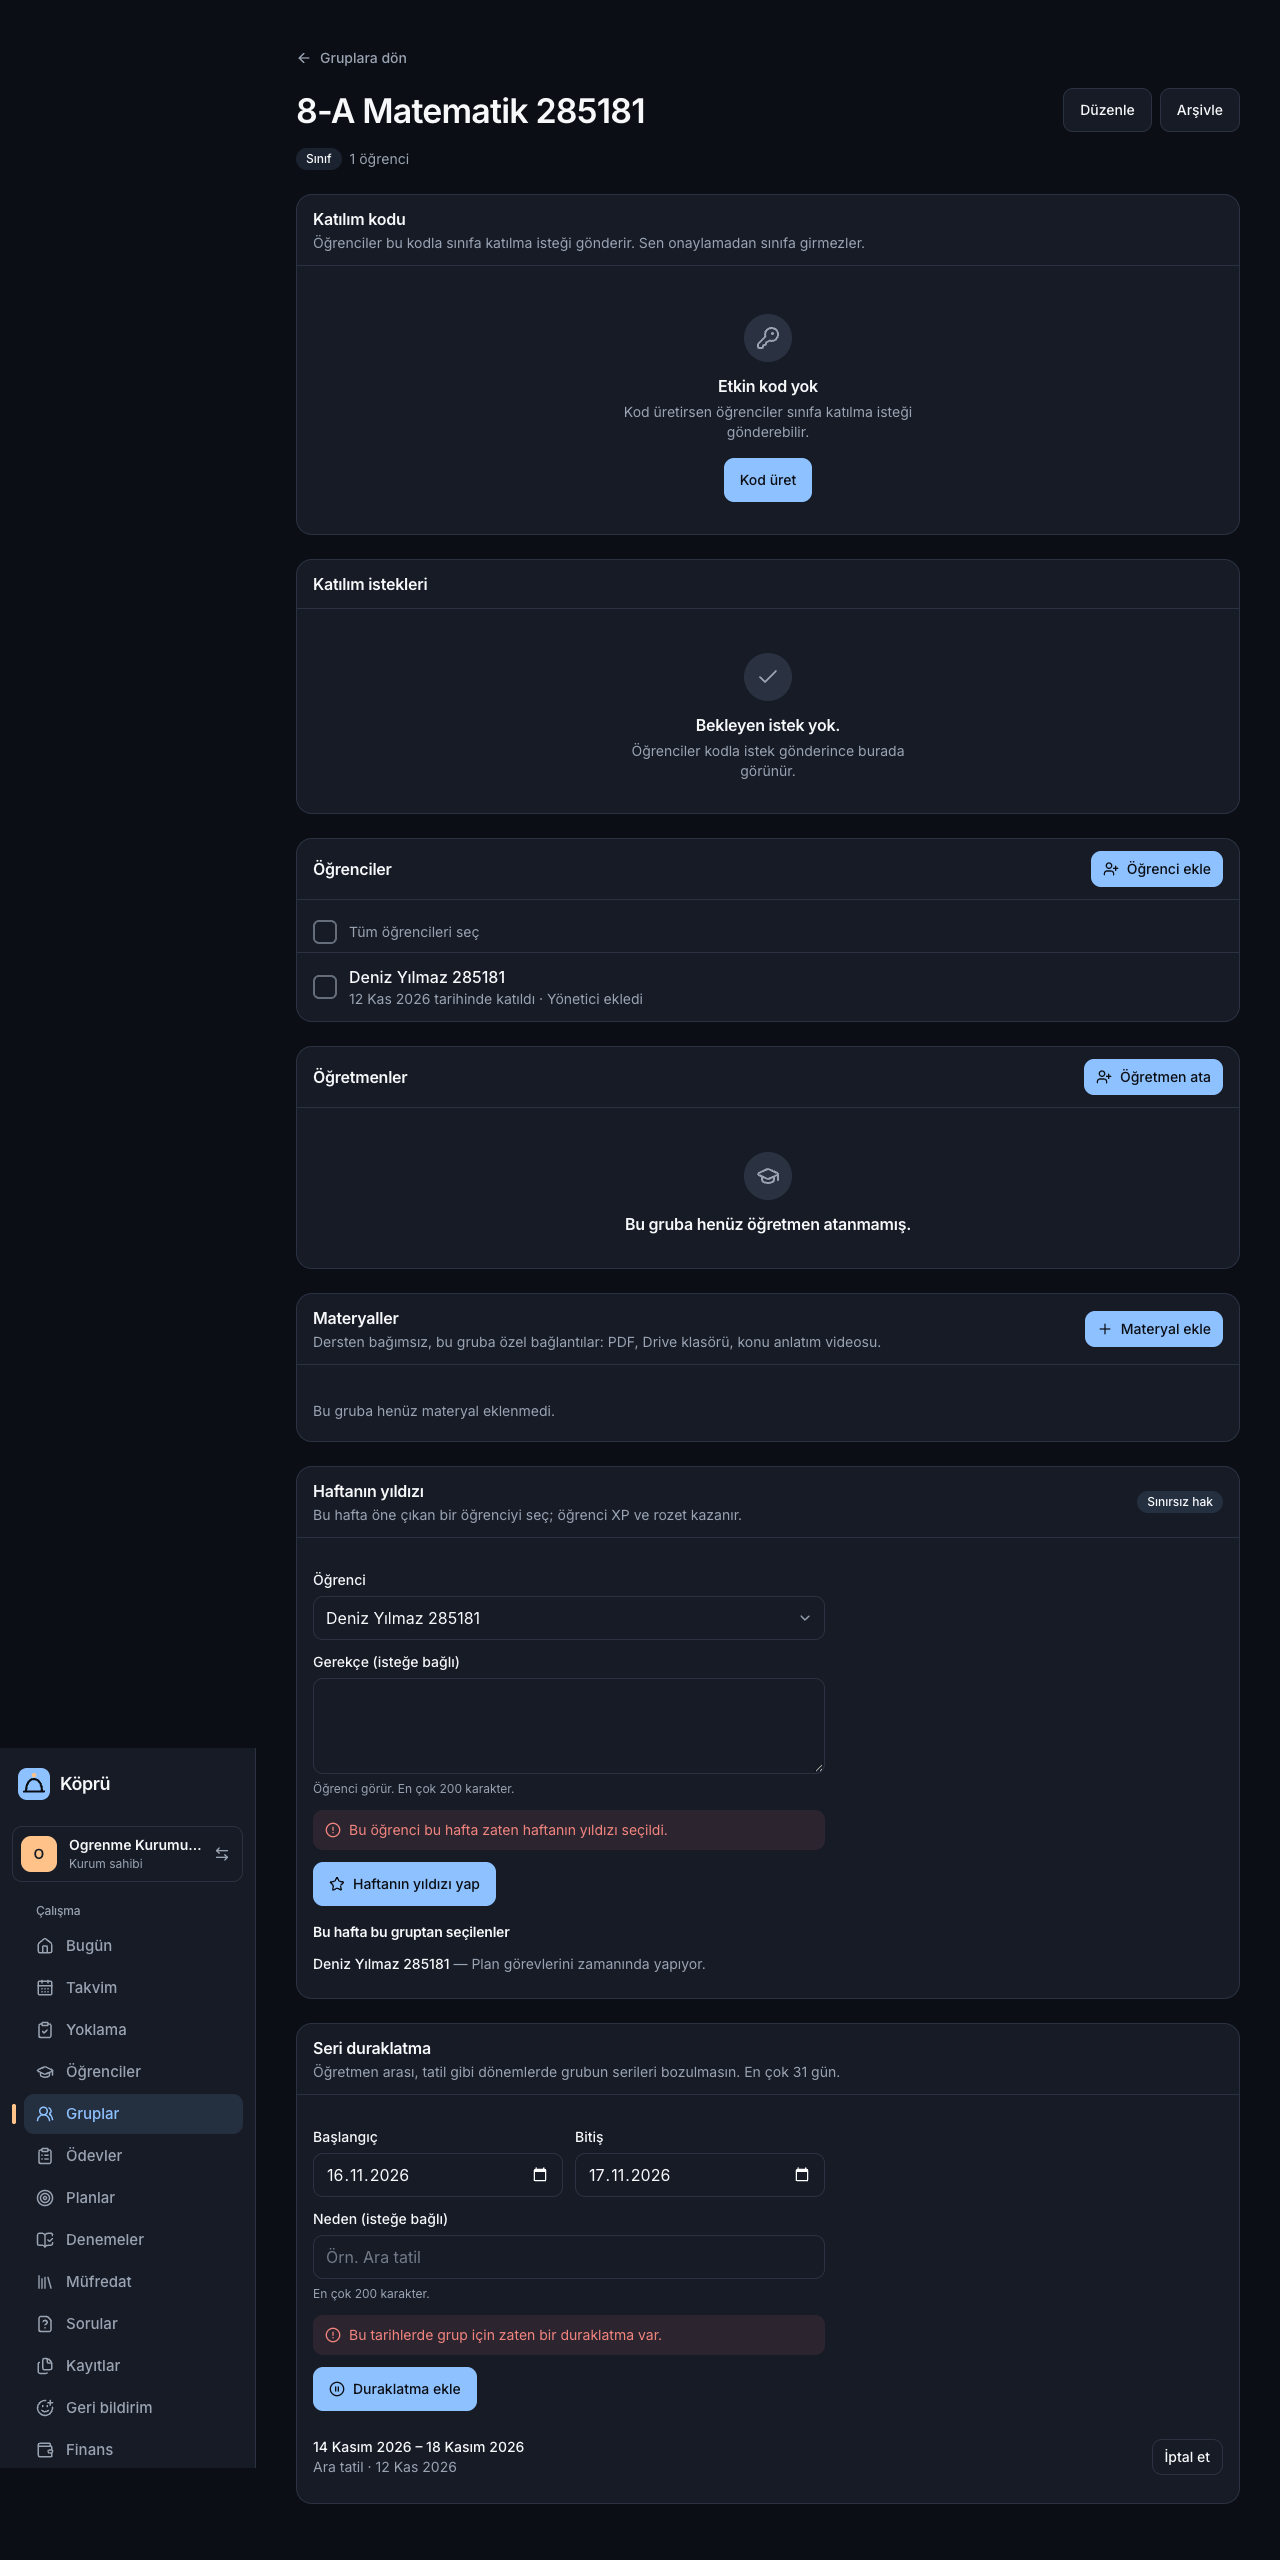 Gruplara dön
8-A Matematik 285181
Düzenle
Arşivle
Sınıf
1 öğrenci
Katılım kodu
Öğrenciler bu kodla sınıfa katılma isteği gönderir. Sen onaylamadan sınıfa girmezler.
Etkin kod yok
Kod üretirsen öğrenciler sınıfa katılma isteği
gönderebilir.
Kod üret
Katılım istekleri
Bekleyen istek yok.
Öğrenciler kodla istek gönderince burada
görünür.
Öğrenciler
Öğrenci ekle
Tüm öğrencileri seç
Deniz Yılmaz 285181
12 Kas 2026 tarihinde katıldı · Yönetici ekledi
Öğretmenler
Öğretmen ata
Bu gruba henüz öğretmen atanmamış.
Materyaller
Dersten bağımsız, bu gruba özel bağlantılar: PDF, Drive klasörü, konu anlatım videosu.
Materyal ekle
Bu gruba henüz materyal eklenmedi.
Haftanın yıldızı
Bu hafta öne çıkan bir öğrenciyi seç; öğrenci XP ve rozet kazanır.
Sınırsız hak
Öğrenci
Deniz Yılmaz 285181
Gerekçe (isteğe bağlı)
Öğrenci görür. En çok 200 karakter.
Bu öğrenci bu hafta zaten haftanın yıldızı seçildi.
Haftanın yıldızı yap
Bu hafta bu gruptan seçilenler
Deniz Yılmaz 285181 — Plan görevlerini zamanında yapıyor.
Seri duraklatma
Öğretmen arası, tatil gibi dönemlerde grubun serileri bozulmasın. En çok 31 gün.
Başlangıç
Bitiş
16.11.2026
17.11.2026
Neden (isteğe bağlı)
Örn. Ara tatil
En çok 200 karakter.
Bu tarihlerde grup için zaten bir duraklatma var.
Duraklatma ekle
14 Kasım 2026 – 18 Kasım 2026
Ara tatil · 12 Kas 2026
İptal et
Köprü
O
Ogrenme Kurumu...
Kurum sahibi
Çalışma
Bugün
Takvim
Yoklama
Öğrenciler
Gruplar
Ödevler
Planlar
Denemeler
Müfredat
Sorular
Kayıtlar
Geri bildirim
Finans